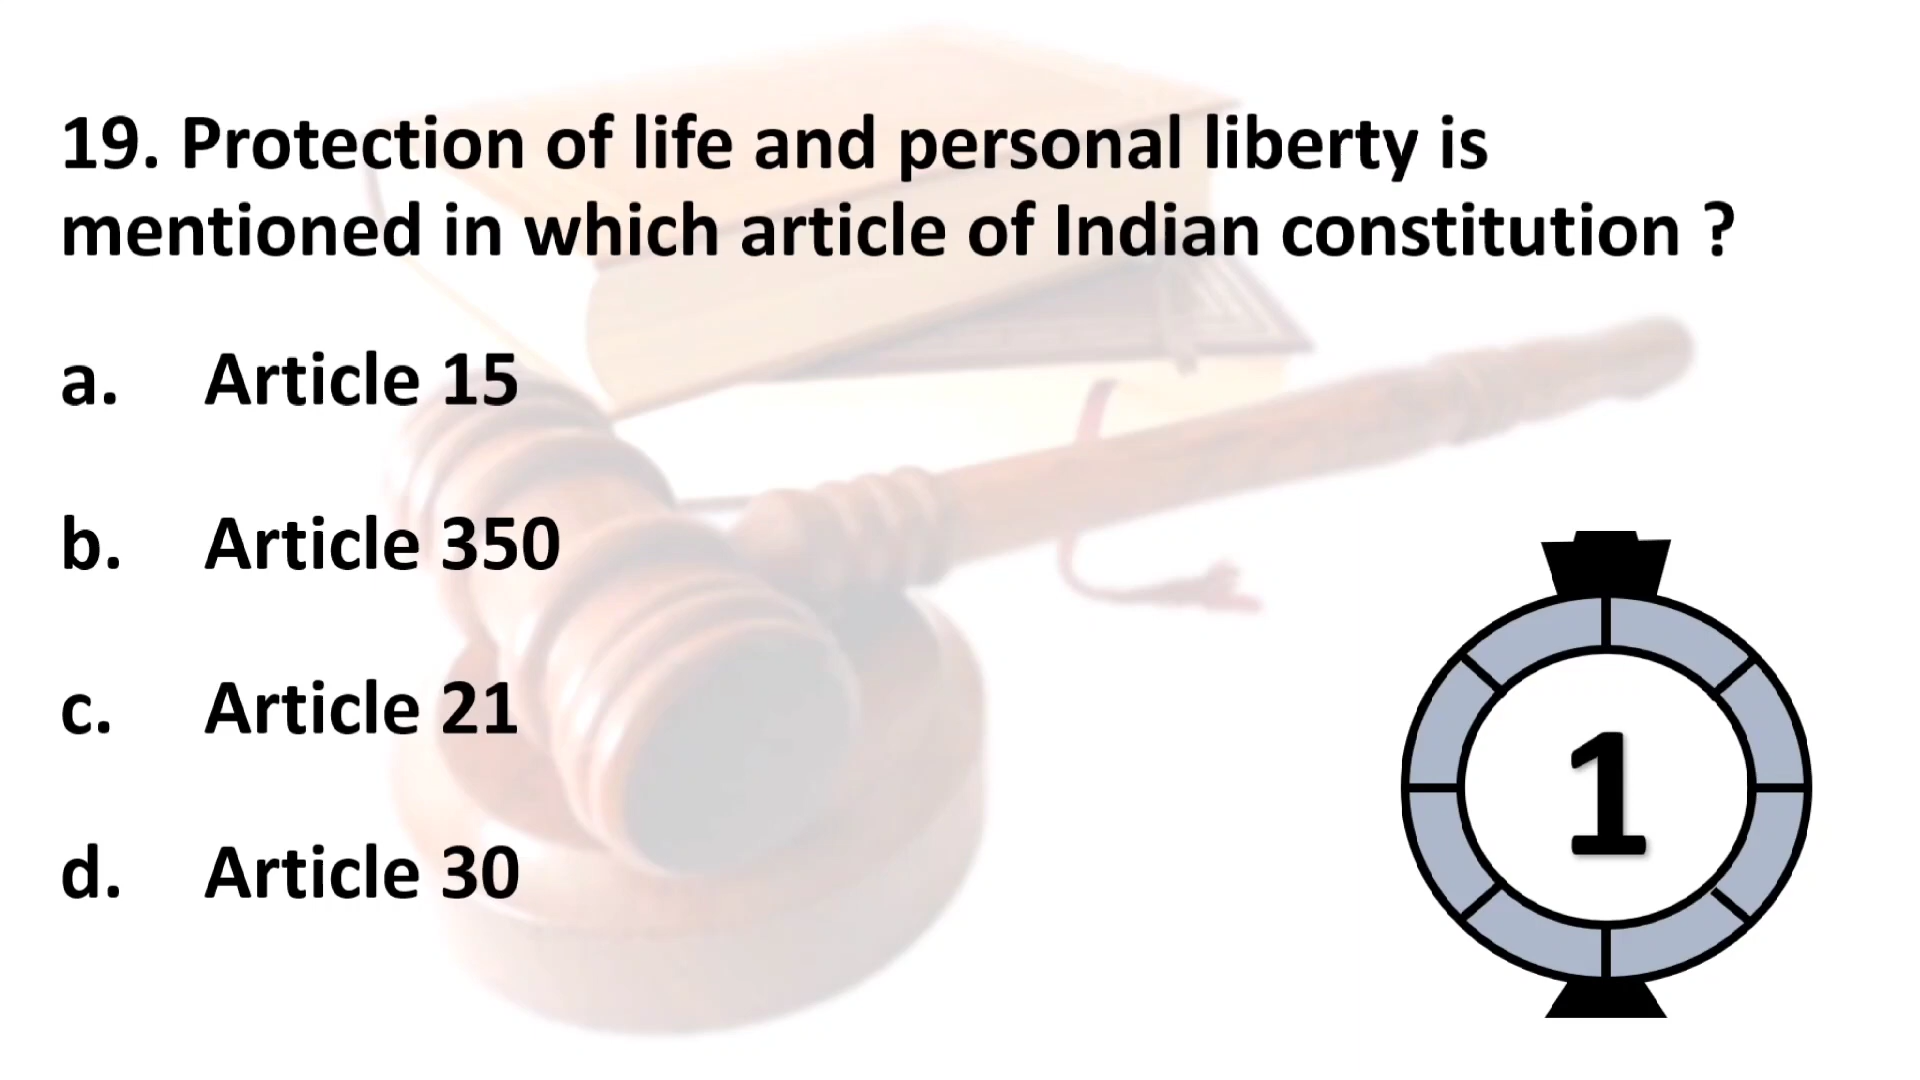 19. Protection of life and personal liberty is
mentioned in which article of Indian constitution ?
a. Article 15
b. Article 350
c. Article 21
d. Article 30
1